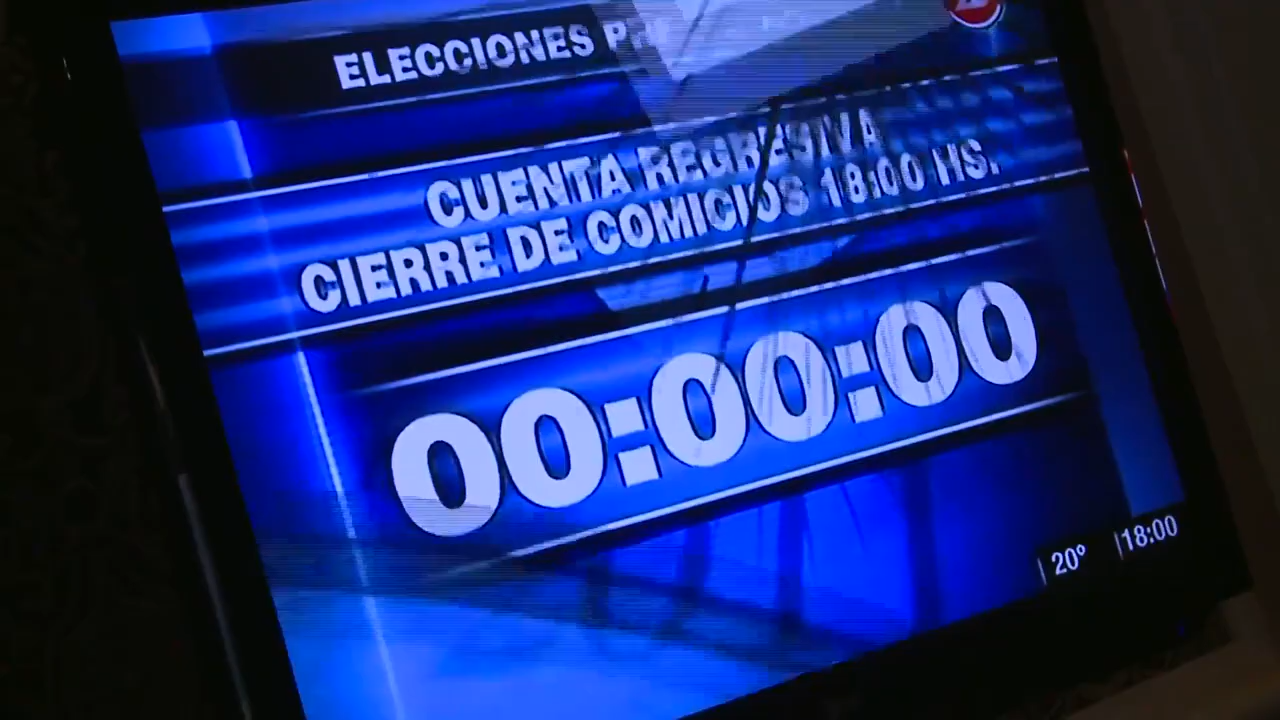 ELECCIONES
CUENTA REGRESIVA
CIERRE DE COMICIOS 18:00 HS.
00:00:00
20° 18:00